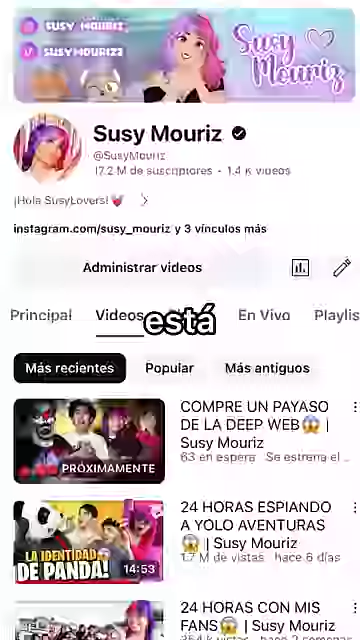 SUSY MOURIZ
SUSYMOURIZZ
Susy
Mouriz
Susy Mouriz
@SusyMouriz
17.2 M de suscriptores · 1.4 K videos
¡Hola SusyLovers!💓
instagram.com/susy_mouriz y 3 vínculos más
Administrar videos
Principal Videos En Vivo Playlis
está
Más recientes Popular Más antiguos
COMPRE UN PAYASO
DE LA DEEP WEB😱 |
Susy Mouriz
63 en espera Se estrena el...
PRÓXIMAMENTE
24 HORAS ESPIANDO
A YOLO AVENTURAS
😱 | Susy Mouriz
1.7 M de vistas hace 6 días
LA IDENTIDAD
DE PANDA!
14:53
24 HORAS CON MIS
FANS😱 | Susy Mouriz